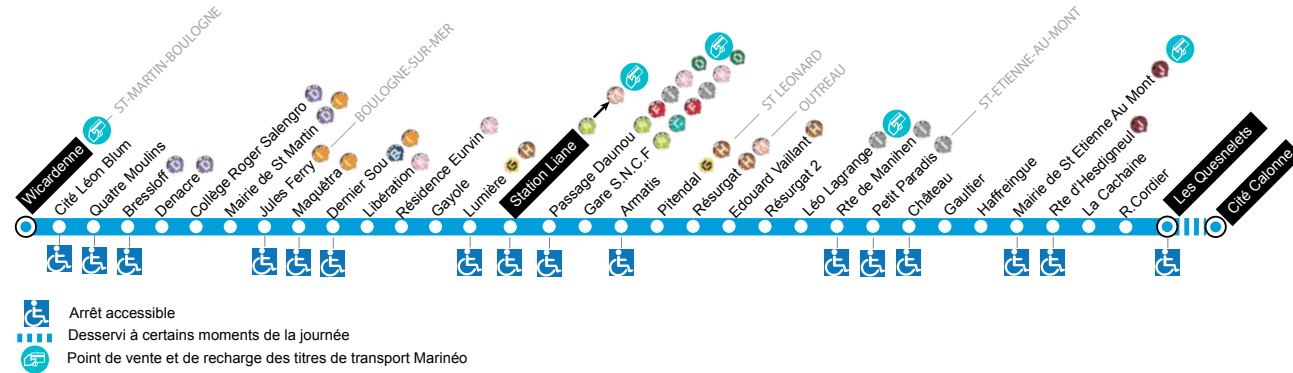 ST-MARTIN-BOULOGNE
BOULOGNE-SUR-MER
ST LEONARD
OUTREAU
ST-ETIENNE-AU-MONT
Wicardenne
Cité Léon Blum
Quatre Moulins
Bressloff
Denacre
Collège Roger Salengro
Mairie de St Martin
Jules Ferry
Maquêtra
Dernier Sou
Libération
Résidence Eurvin
Gayole
Lumière
Station Liane
Passage Daunou
Gare S.N.C.F
Armatis
Pitendal
Résurgat
Edouard Vaillant
Résurgat 2
Léo Lagrange
Rte de Manihen
Petit Paradis
Château
Gaultier
Haffreingue
Mairie de St Etienne Au Mont
Rte d'Hesdigneul
La Cachaine
R.Cordier
Les Quesnelets
Cité Calonne
Arrêt accessible
Desservi à certains moments de la journée
Point de vente et de recharge des titres de transport Marinéo